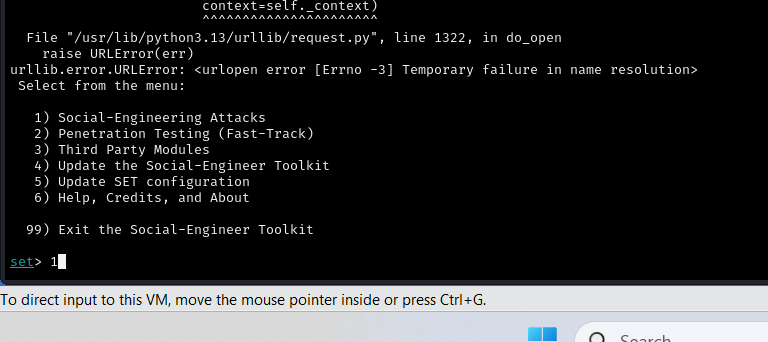 context=self._context)
^^^^^^^^^^^^^^^^^^^^^^
File "/usr/lib/python3.13/urllib/request.py", line 1322, in do_open
raise URLError(err)
urllib.error.URLError: <urlopen error [Errno -3] Temporary failure in name resolution>
Select from the menu:
1) Social-Engineering Attacks
2) Penetration Testing (Fast-Track)
3) Third Party Modules
4) Update the Social-Engineer Toolkit
5) Update SET configuration
6) Help, Credits, and About
99) Exit the Social-Engineer Toolkit
set> 1
To direct input to this VM, move the mouse pointer inside or press Ctrl+G.
Search